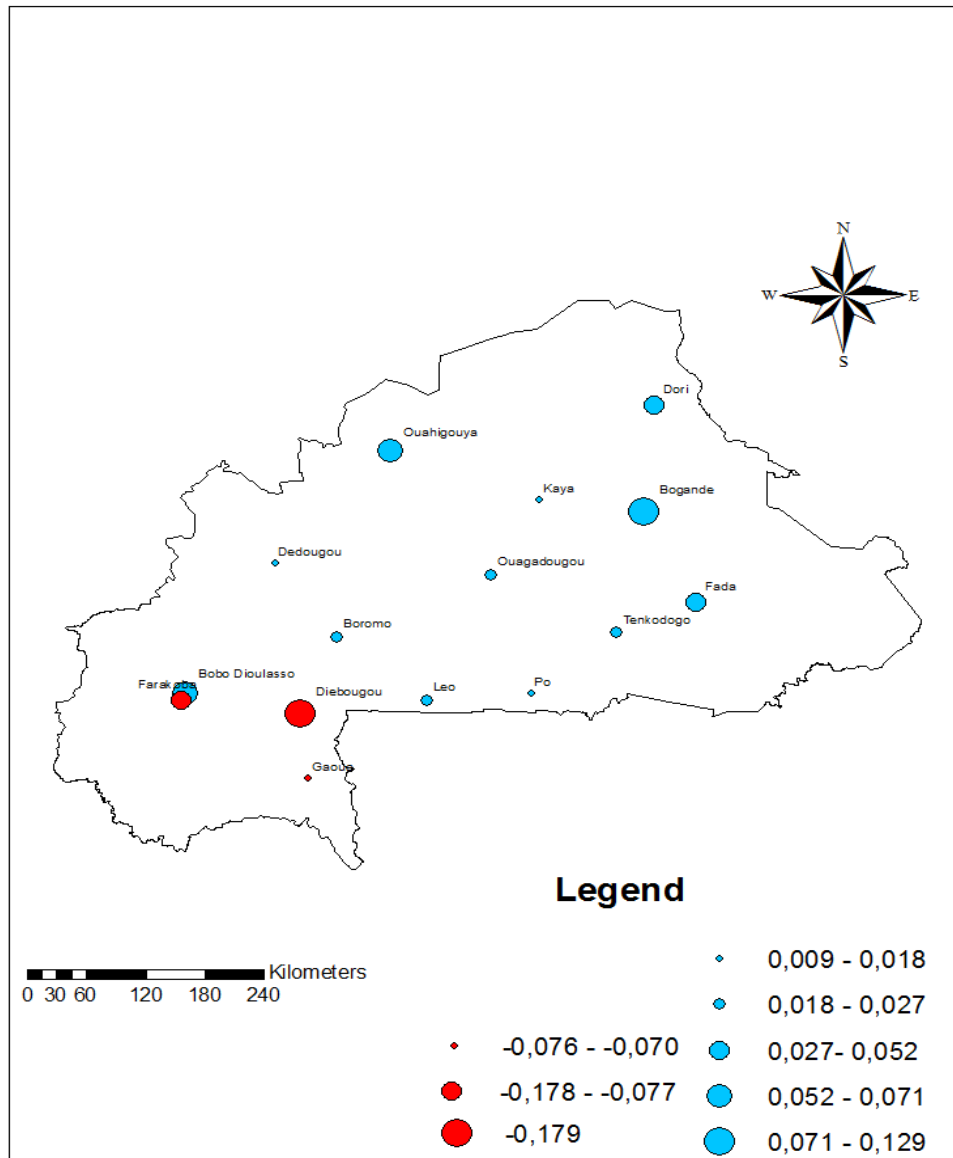 N
W
E
S
Dori
Ouahigouya
Kaya
Bogande
Dedougou
Ouagadougou
Fada
Tenkodogo
Boromo
Bobo Dioulasso
Farakoba
Diebougou
Leo
Po
Gaoua
Legend
Kilometers
0 30 60 120 180 240
0,009 - 0,018
0,018 - 0,027
-0,076 - -0,070
0,027- 0,052
-0,178 - -0,077
0,052 - 0,071
-0,179
0,071 - 0,129